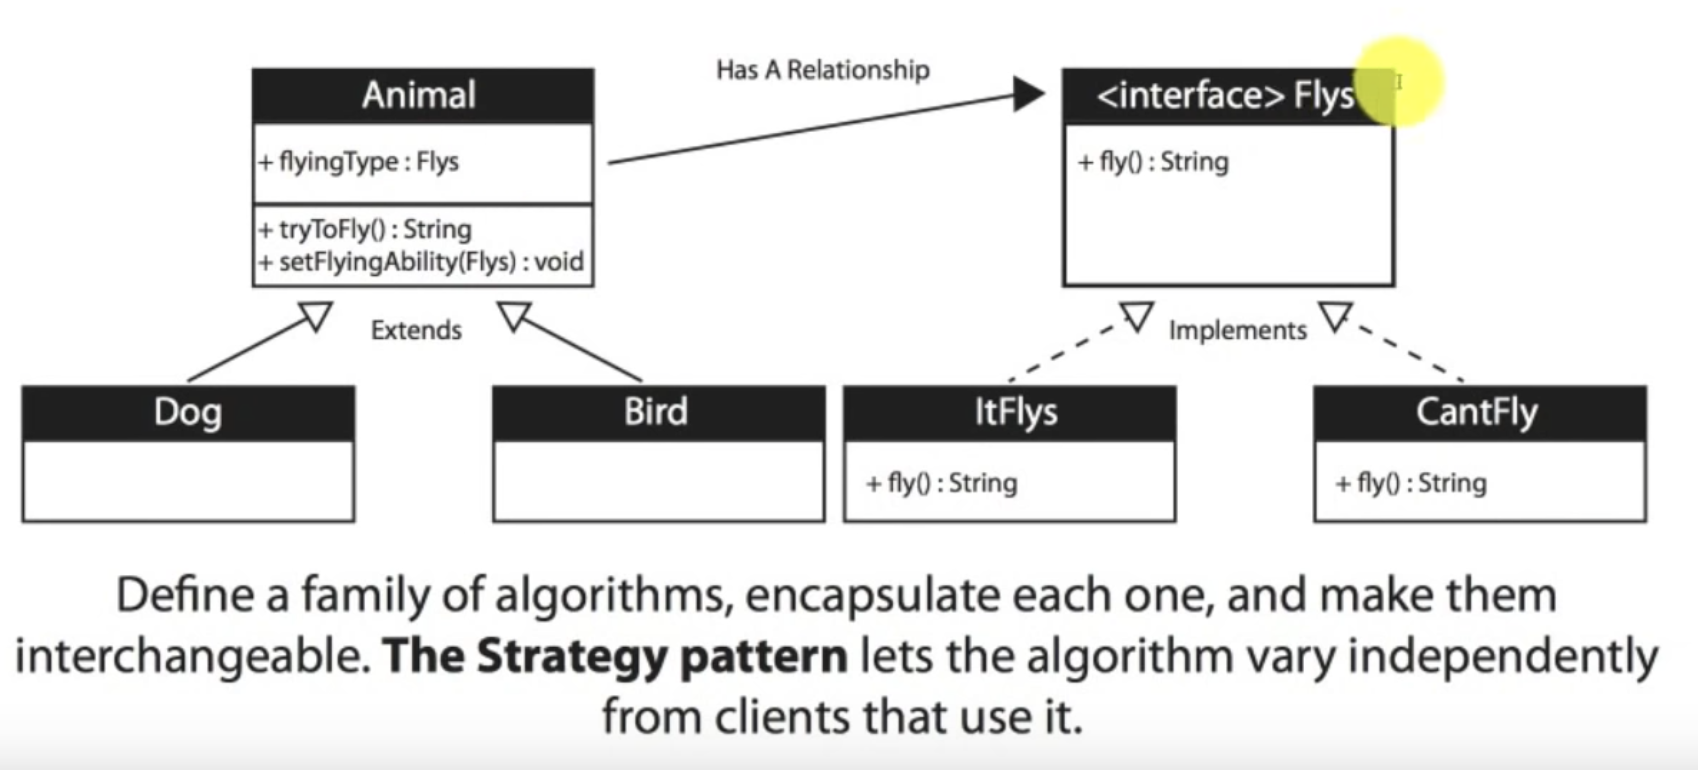 Has A Relationship
Animal
+ flyingType : Flys
+ tryToFly() : String
+ setFlyingAbility(Flys) : void
<interface> Flys
+ fly() : String
Extends
Implements
Dog
Bird
ItFlys
+ fly() : String
CantFly
+ fly() : String
Define a family of algorithms, encapsulate each one, and make them
interchangeable. The Strategy pattern lets the algorithm vary independently
from clients that use it.